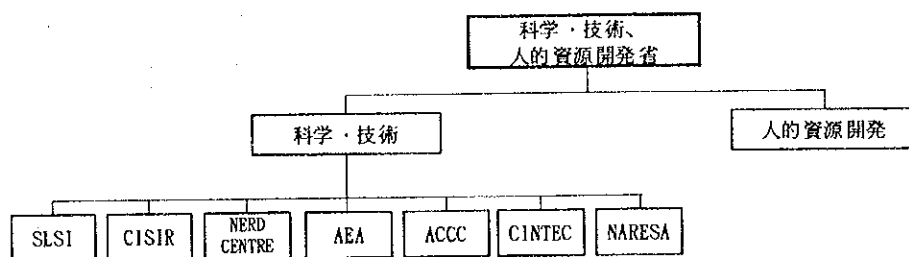 科学・技術、
人的資源開発省
科学・技術
人的資源開発
SLSI
CISIR
NERD
CENTRE
AEA
ACCC
CINTEC
NARESA